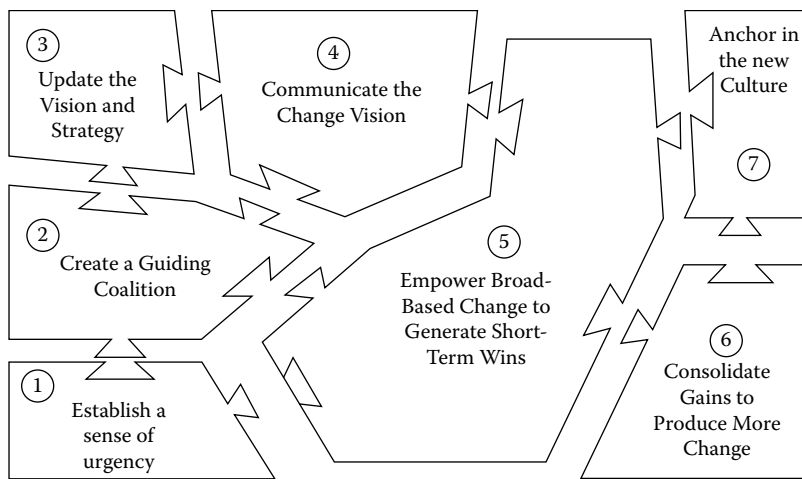 3
Update the
Vision and
Strategy
4
Communicate the
Change Vision
Anchor in
the new
Culture
7
2
Create a Guiding
Coalition
5
Empower Broad-
Based Change to
Generate Short-
Term Wins
1
Establish a
sense of
urgency
6
Consolidate
Gains to
Produce More
Change